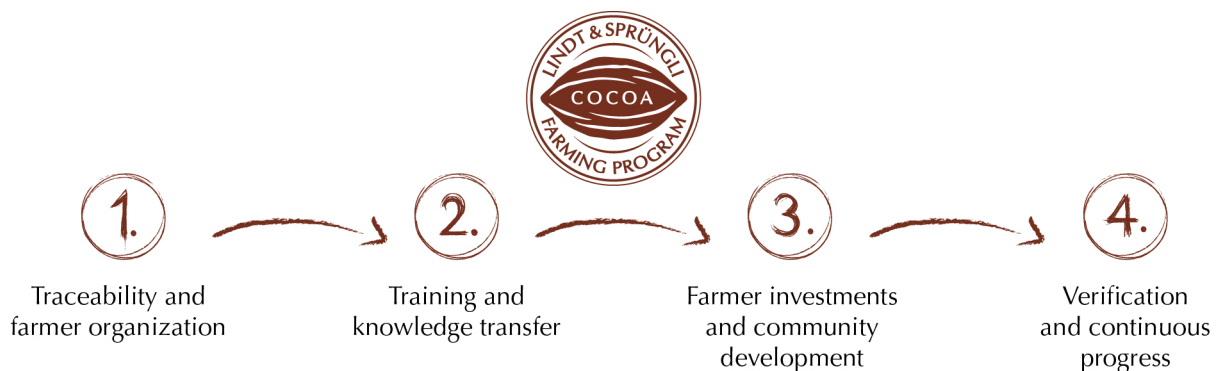 LINDT & SPRÜNGLI
COCOA
FARMING PROGRAM
1.
2.
3.
4.
Traceability and
farmer organization
Training and
knowledge transfer
Farmer investments
and community
development
Verification
and continuous
progress